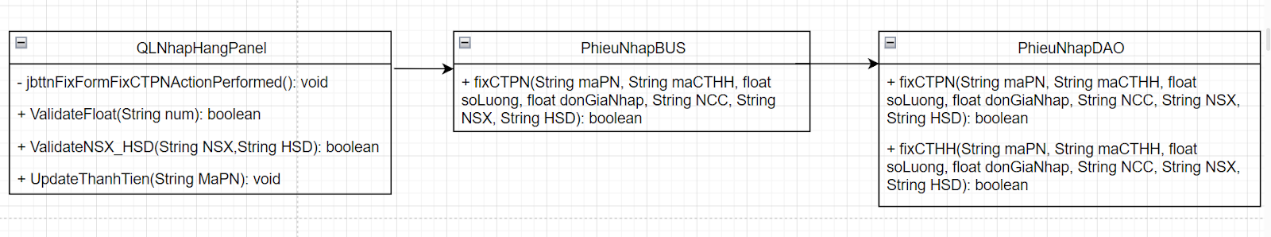 QLNhapHangPanel
- jbttnFixFormFixCTPNActionPerformed(): void
+ ValidateFloat(String num): boolean
+ ValidateNSX_HSD(String NSX,String HSD): boolean
+ UpdateThanhTien(String MaPN): void
PhieuNhapBUS
+ fixCTPN(String maPN, String maCTHH, float
soLuong, float donGiaNhap, String NCC, String
NSX, String HSD): boolean
PhieuNhapDAO
+ fixCTPN(String maPN, String maCTHH, float
soLuong, float donGiaNhap, String NCC, String NSX,
String HSD): boolean
+ fixCTHH(String maPN, String maCTHH, float
soLuong, float donGiaNhap, String NCC, String NSX,
String HSD): boolean